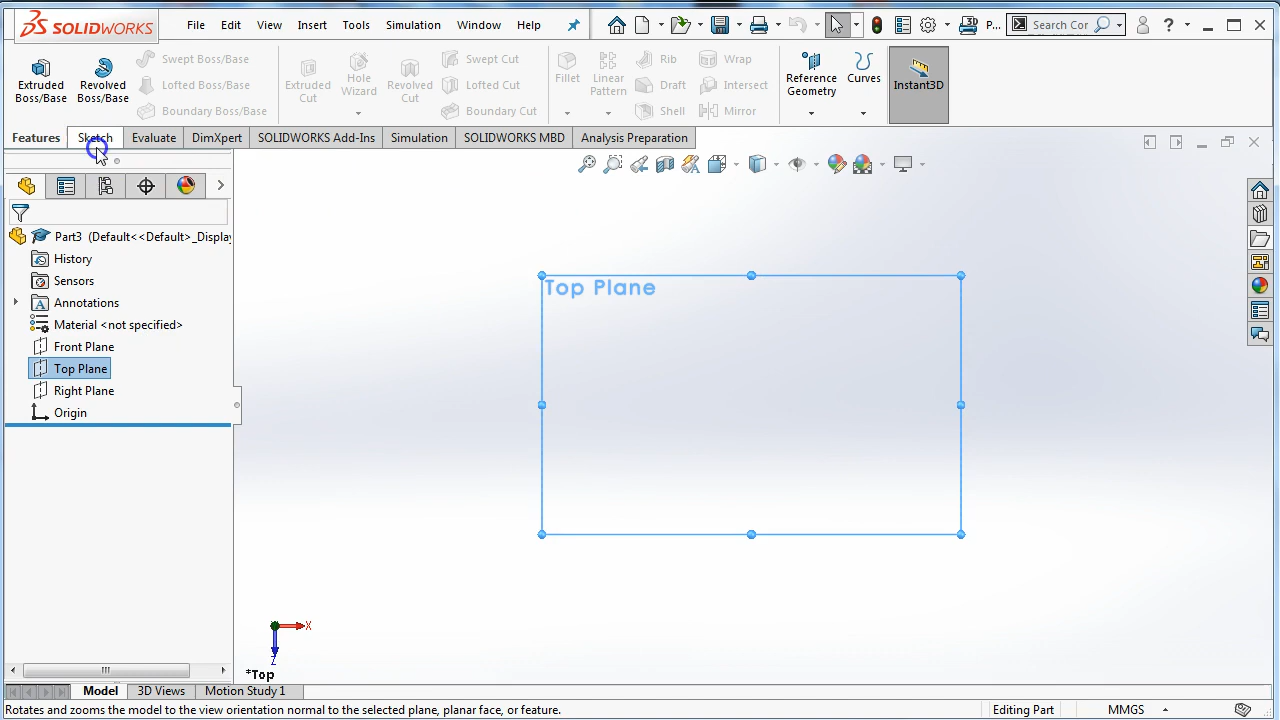 SOLIDWORKS File Edit View Insert Tools Simulation Window Help P... Search Cor ?
Extruded Boss/Base
Revolved Boss/Base
Swept Boss/Base
Lofted Boss/Base
Boundary Boss/Base
Extruded Cut
Hole Wizard
Revolved Cut
Swept Cut
Lofted Cut
Boundary Cut
Fillet
Linear Pattern
Rib
Draft
Shell
Wrap
Intersect
Mirror
Reference Geometry
Curves
Instant3D
Features Sketch Evaluate DimXpert SOLIDWORKS Add-Ins Simulation SOLIDWORKS MBD Analysis Preparation
Part3 (Default<<Default>_Display
History
Sensors
Annotations
Material <not specified>
Front Plane
Top Plane
Right Plane
Origin
Top Plane
X
Z
*Top
Model 3D Views Motion Study 1
Rotates and zooms the model to the view orientation normal to the selected plane, planar face, or feature. Editing Part MMGS